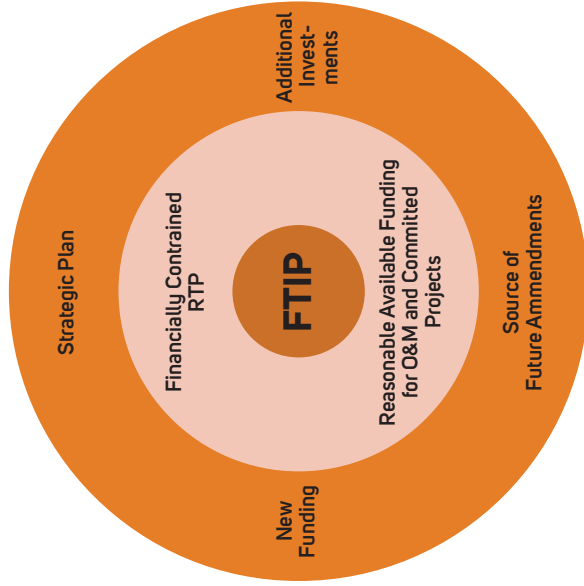 Strategic Plan
Financially Contrained
RTP
New
Funding
FTIP
Additional
Invest-
ments
Reasonable Available Funding
for O&M and Committed
Projects
Source of
Future Ammendments